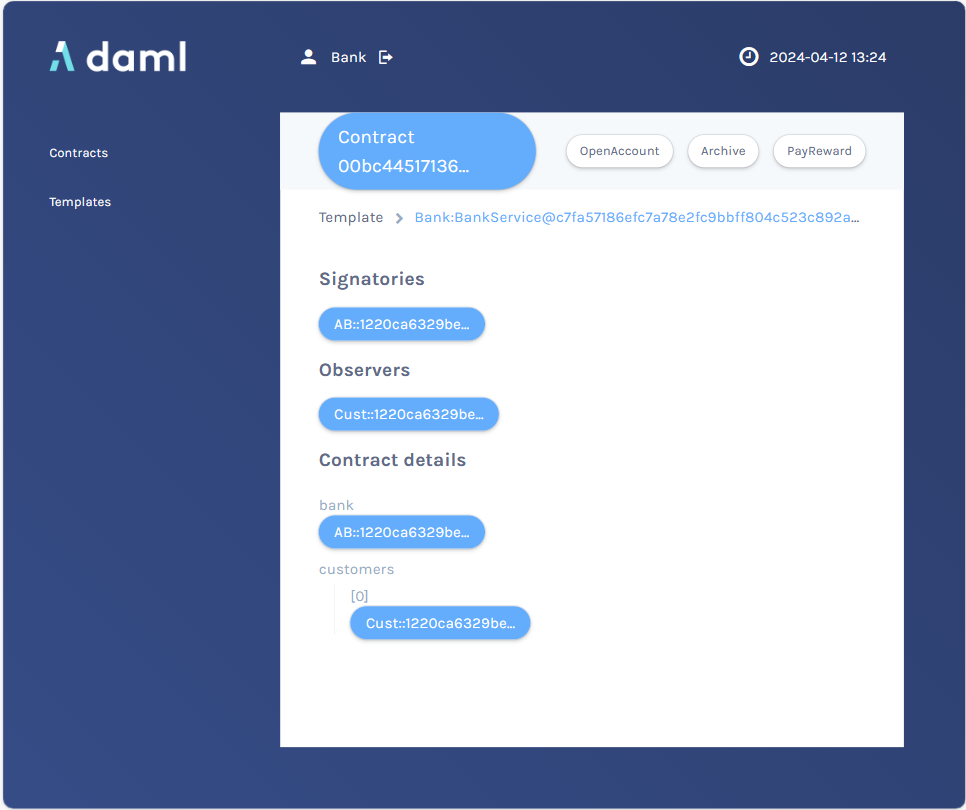 daml
Bank
2024-04-12 13:24
Contracts
Templates
Contract
00bc44517136...
OpenAccount
Archive
PayReward
Template
Bank:BankService@c7fa57186efc7a78e2fc9bbff804c523c892a...
Signatories
AB::1220ca6329be...
Observers
Cust::1220ca6329be...
Contract details
bank
AB::1220ca6329be...
customers
[0]
Cust::1220ca6329be...